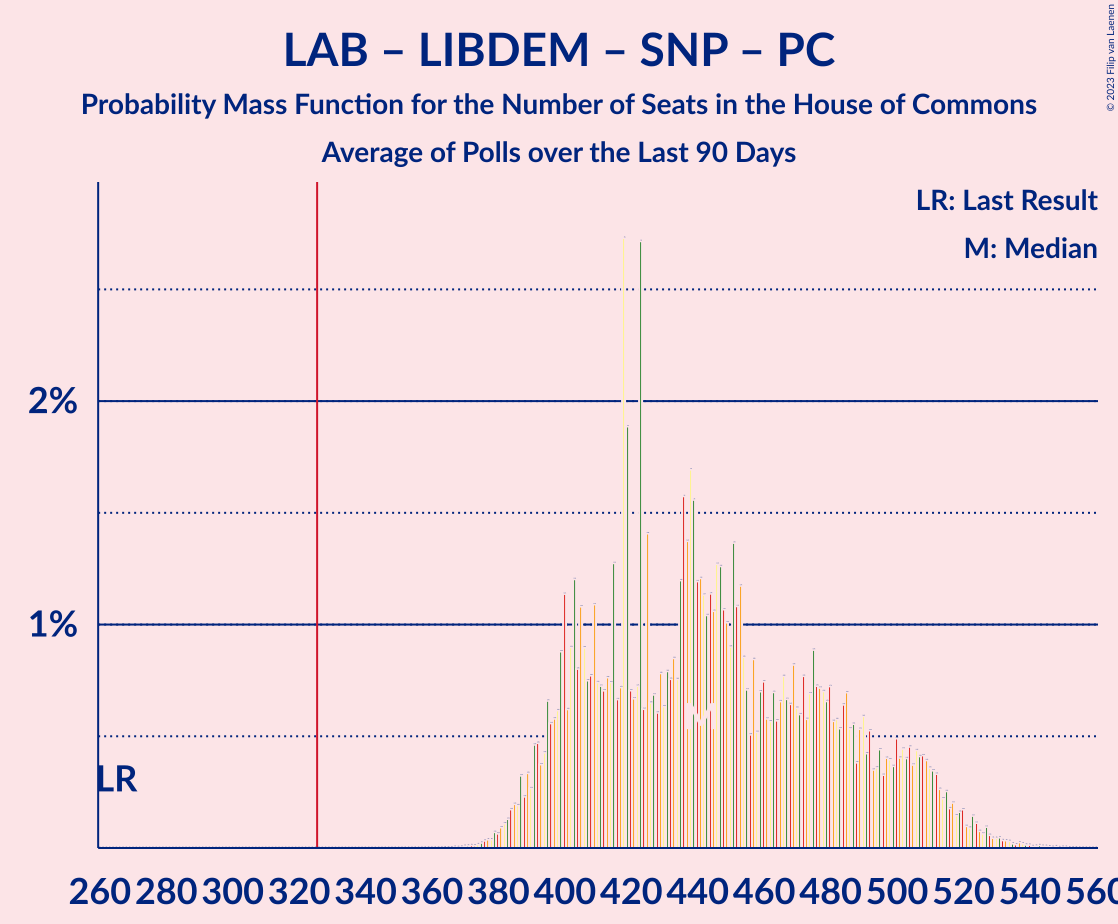 LAB – LIBDEM – SNP – PC
Probability Mass Function for the Number of Seats in the House of Commons
Average of Polls over the Last 90 Days
© 2023 Filip van Laenen
LR: Last Result
M: Median
2%
1%
LR
M
260 280 300 320 340 360 380 400 420 440 460 480 500 520 540 560